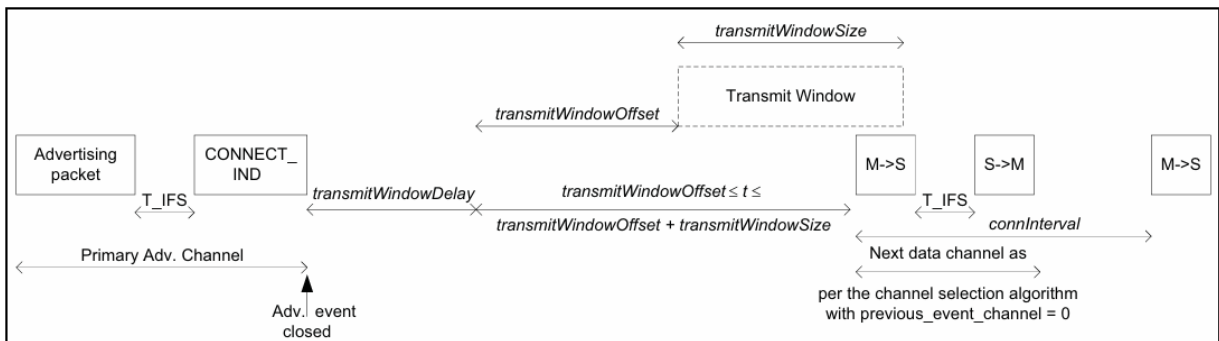 transmitWindowSize
Transmit Window
transmitWindowOffset
Advertising
packet
CONNECT_
IND
M->S
S->M
M->S
T_IFS
transmitWindowDelay
transmitWindowOffset ≤ t ≤
transmitWindowOffset + transmitWindowSize
T_IFS
connInterval
Primary Adv. Channel
Next data channel as
per the channel selection algorithm
with previous_event_channel = 0
Adv. event
closed